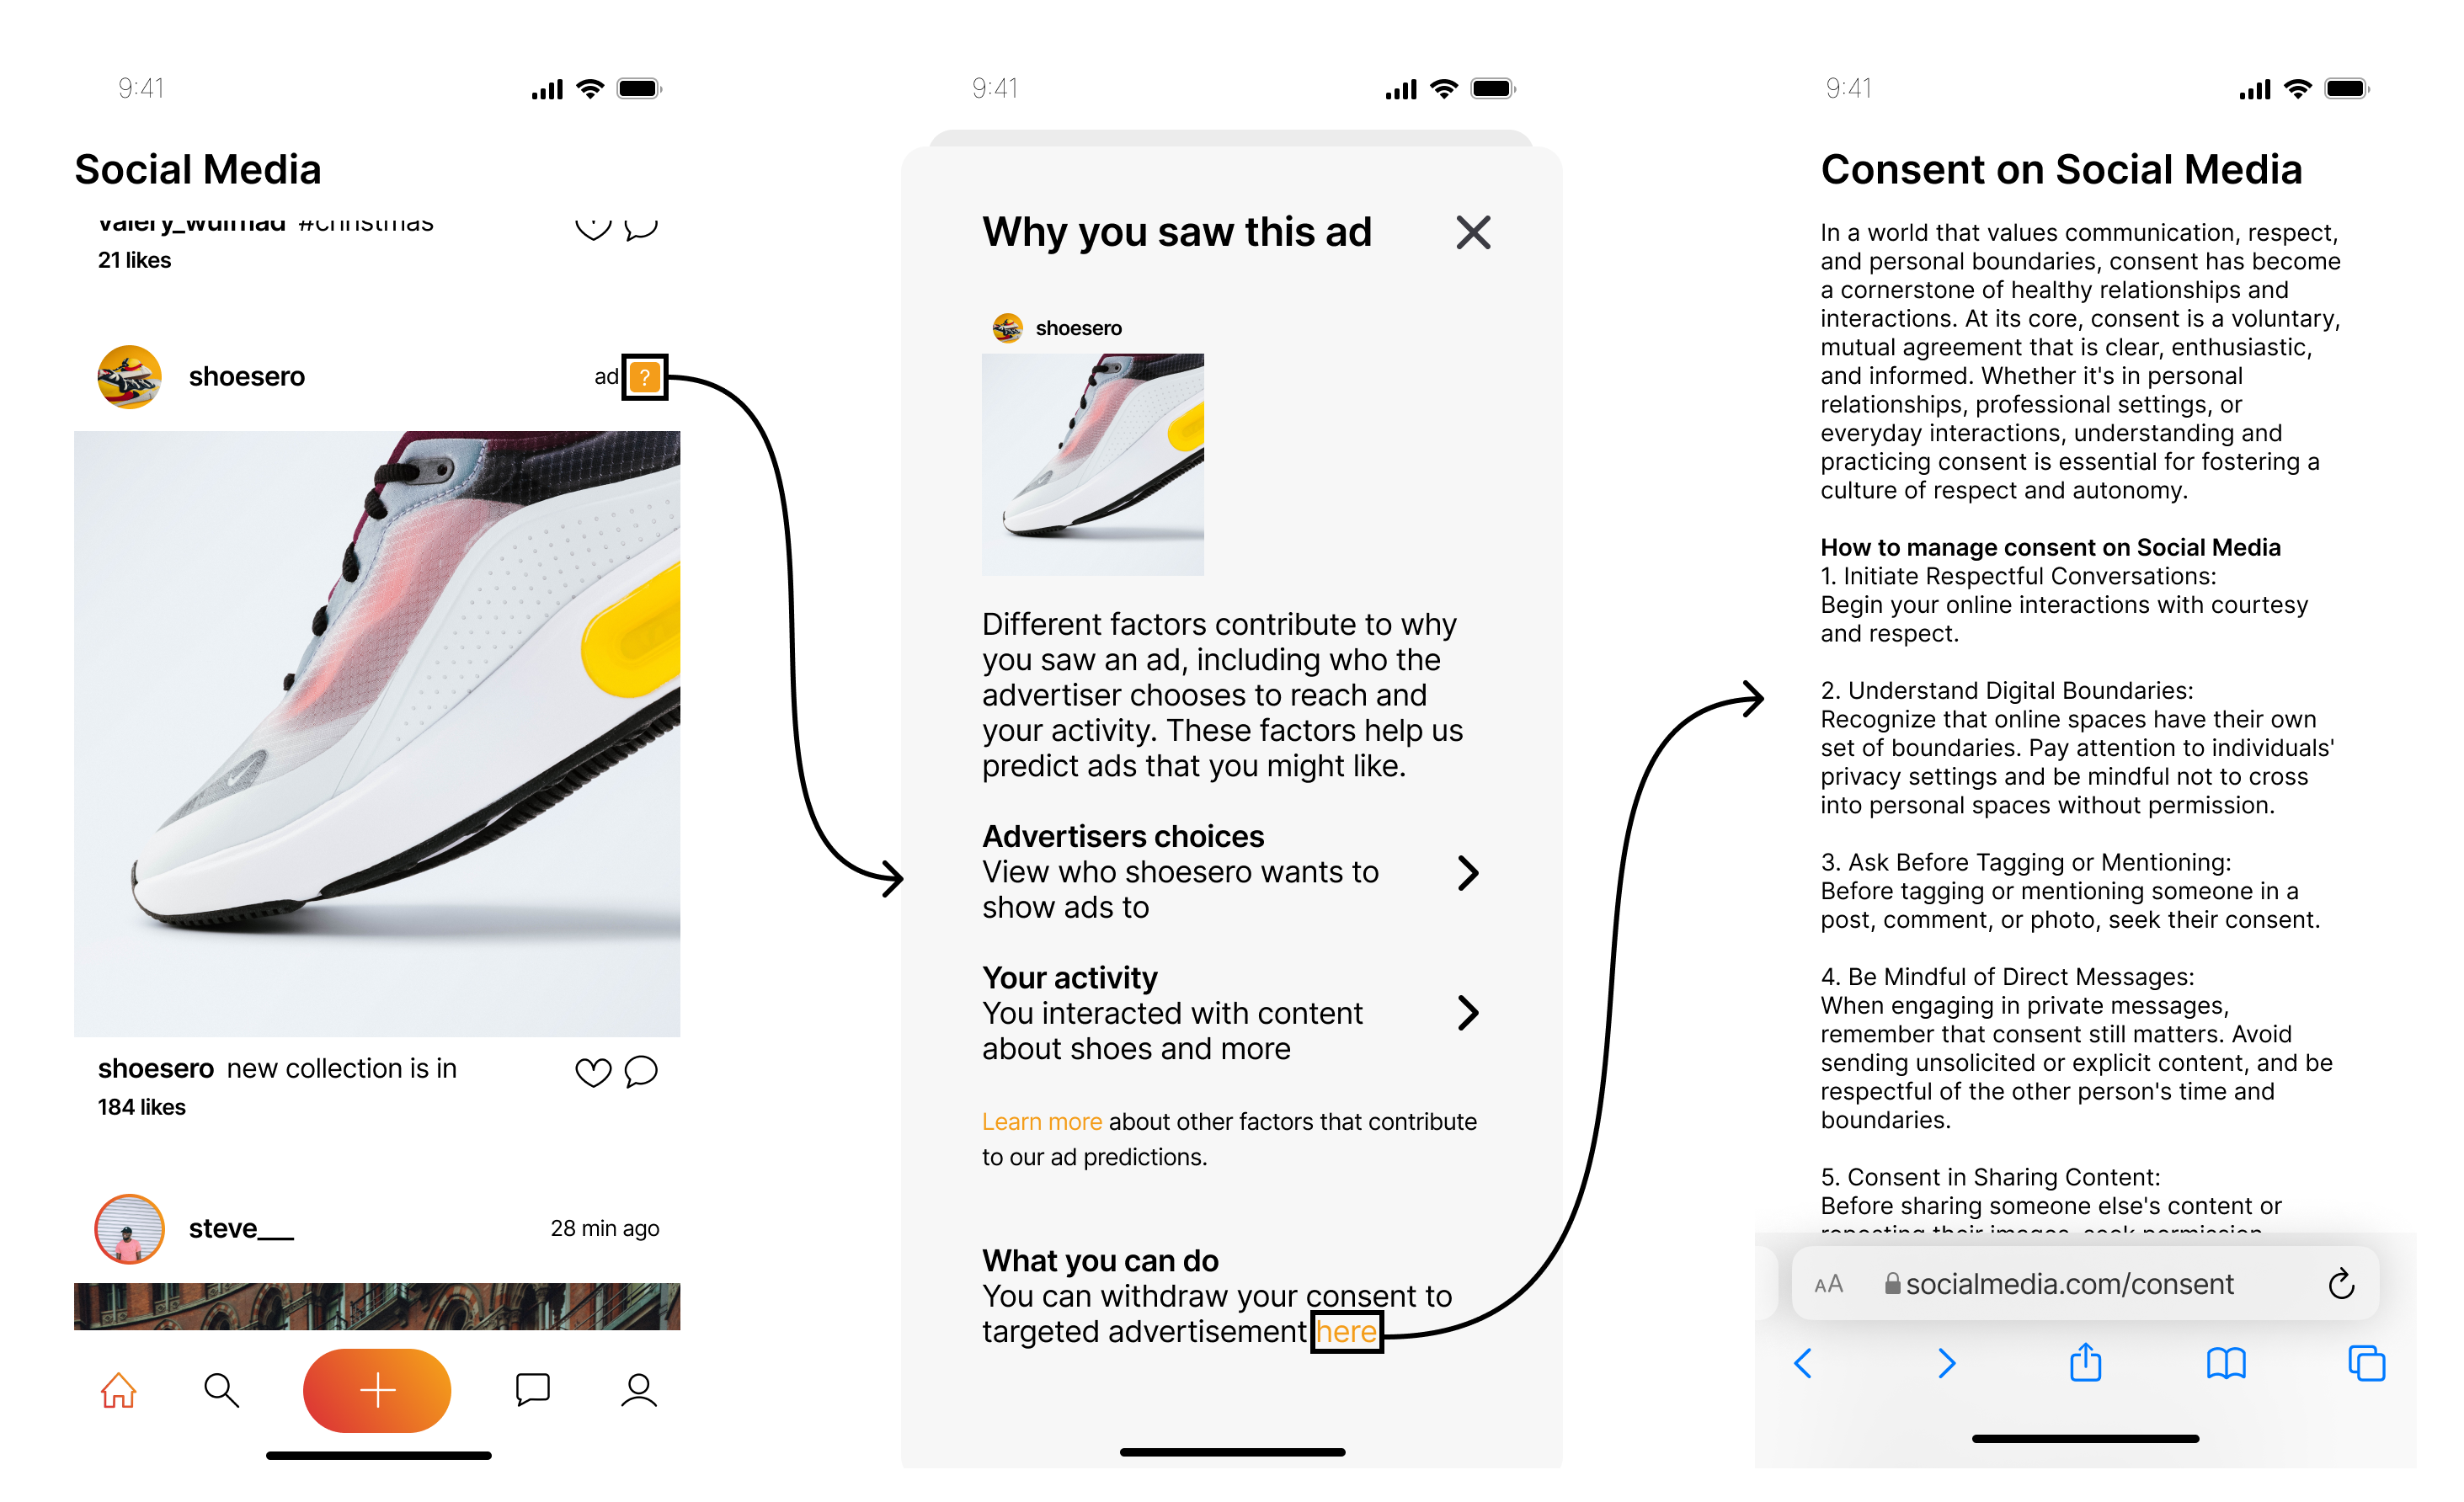 9:41
Social Media
valery_wulmad #christmas
21 likes
shoesero
ad ?
shoesero new collection is in
184 likes
steve___
28 min ago
9:41
Why you saw this ad
shoesero
Different factors contribute to why
you saw an ad, including who the
advertiser chooses to reach and
your activity. These factors help us
predict ads that you might like.
Advertisers choices
View who shoesero wants to
show ads to
Your activity
You interacted with content
about shoes and more
Learn more about other factors that contribute
to our ad predictions.
What you can do
You can withdraw your consent to
targeted advertisement here
9:41
Consent on Social Media
In a world that values communication, respect,
and personal boundaries, consent has become
a cornerstone of healthy relationships and
interactions. At its core, consent is a voluntary,
mutual agreement that is clear, enthusiastic,
and informed. Whether it's in personal
relationships, professional settings, or
everyday interactions, understanding and
practicing consent is essential for fostering a
culture of respect and autonomy.
How to manage consent on Social Media
1. Initiate Respectful Conversations:
Begin your online interactions with courtesy
and respect.
2. Understand Digital Boundaries:
Recognize that online spaces have their own
set of boundaries. Pay attention to individuals'
privacy settings and be mindful not to cross
into personal spaces without permission.
3. Ask Before Tagging or Mentioning:
Before tagging or mentioning someone in a
post, comment, or photo, seek their consent.
4. Be Mindful of Direct Messages:
When engaging in private messages,
remember that consent still matters. Avoid
sending unsolicited or explicit content, and be
respectful of the other person's time and
boundaries.
5. Consent in Sharing Content:
Before sharing someone else's content or
reposting their images, seek permission
AA socialmedia.com/consent